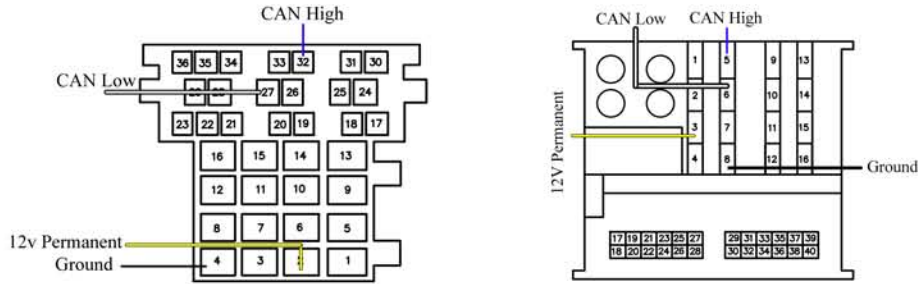 CAN High
36 35 34 33 32 31 30
CAN Low
27 26 25 24
23 22 21 20 19 18 17
16 15 14 13
12 11 10 9
8 7 6 5
12v Permanent
Ground
4 3 1
CAN Low
CAN High
1 5 9 13
2 6 10 14
3 7 11 15
12V Permanent
4 8 12 16
Ground
17 19 21 23 25 27 29 31 33 35 37 39
18 20 22 24 26 28 30 32 34 36 38 40